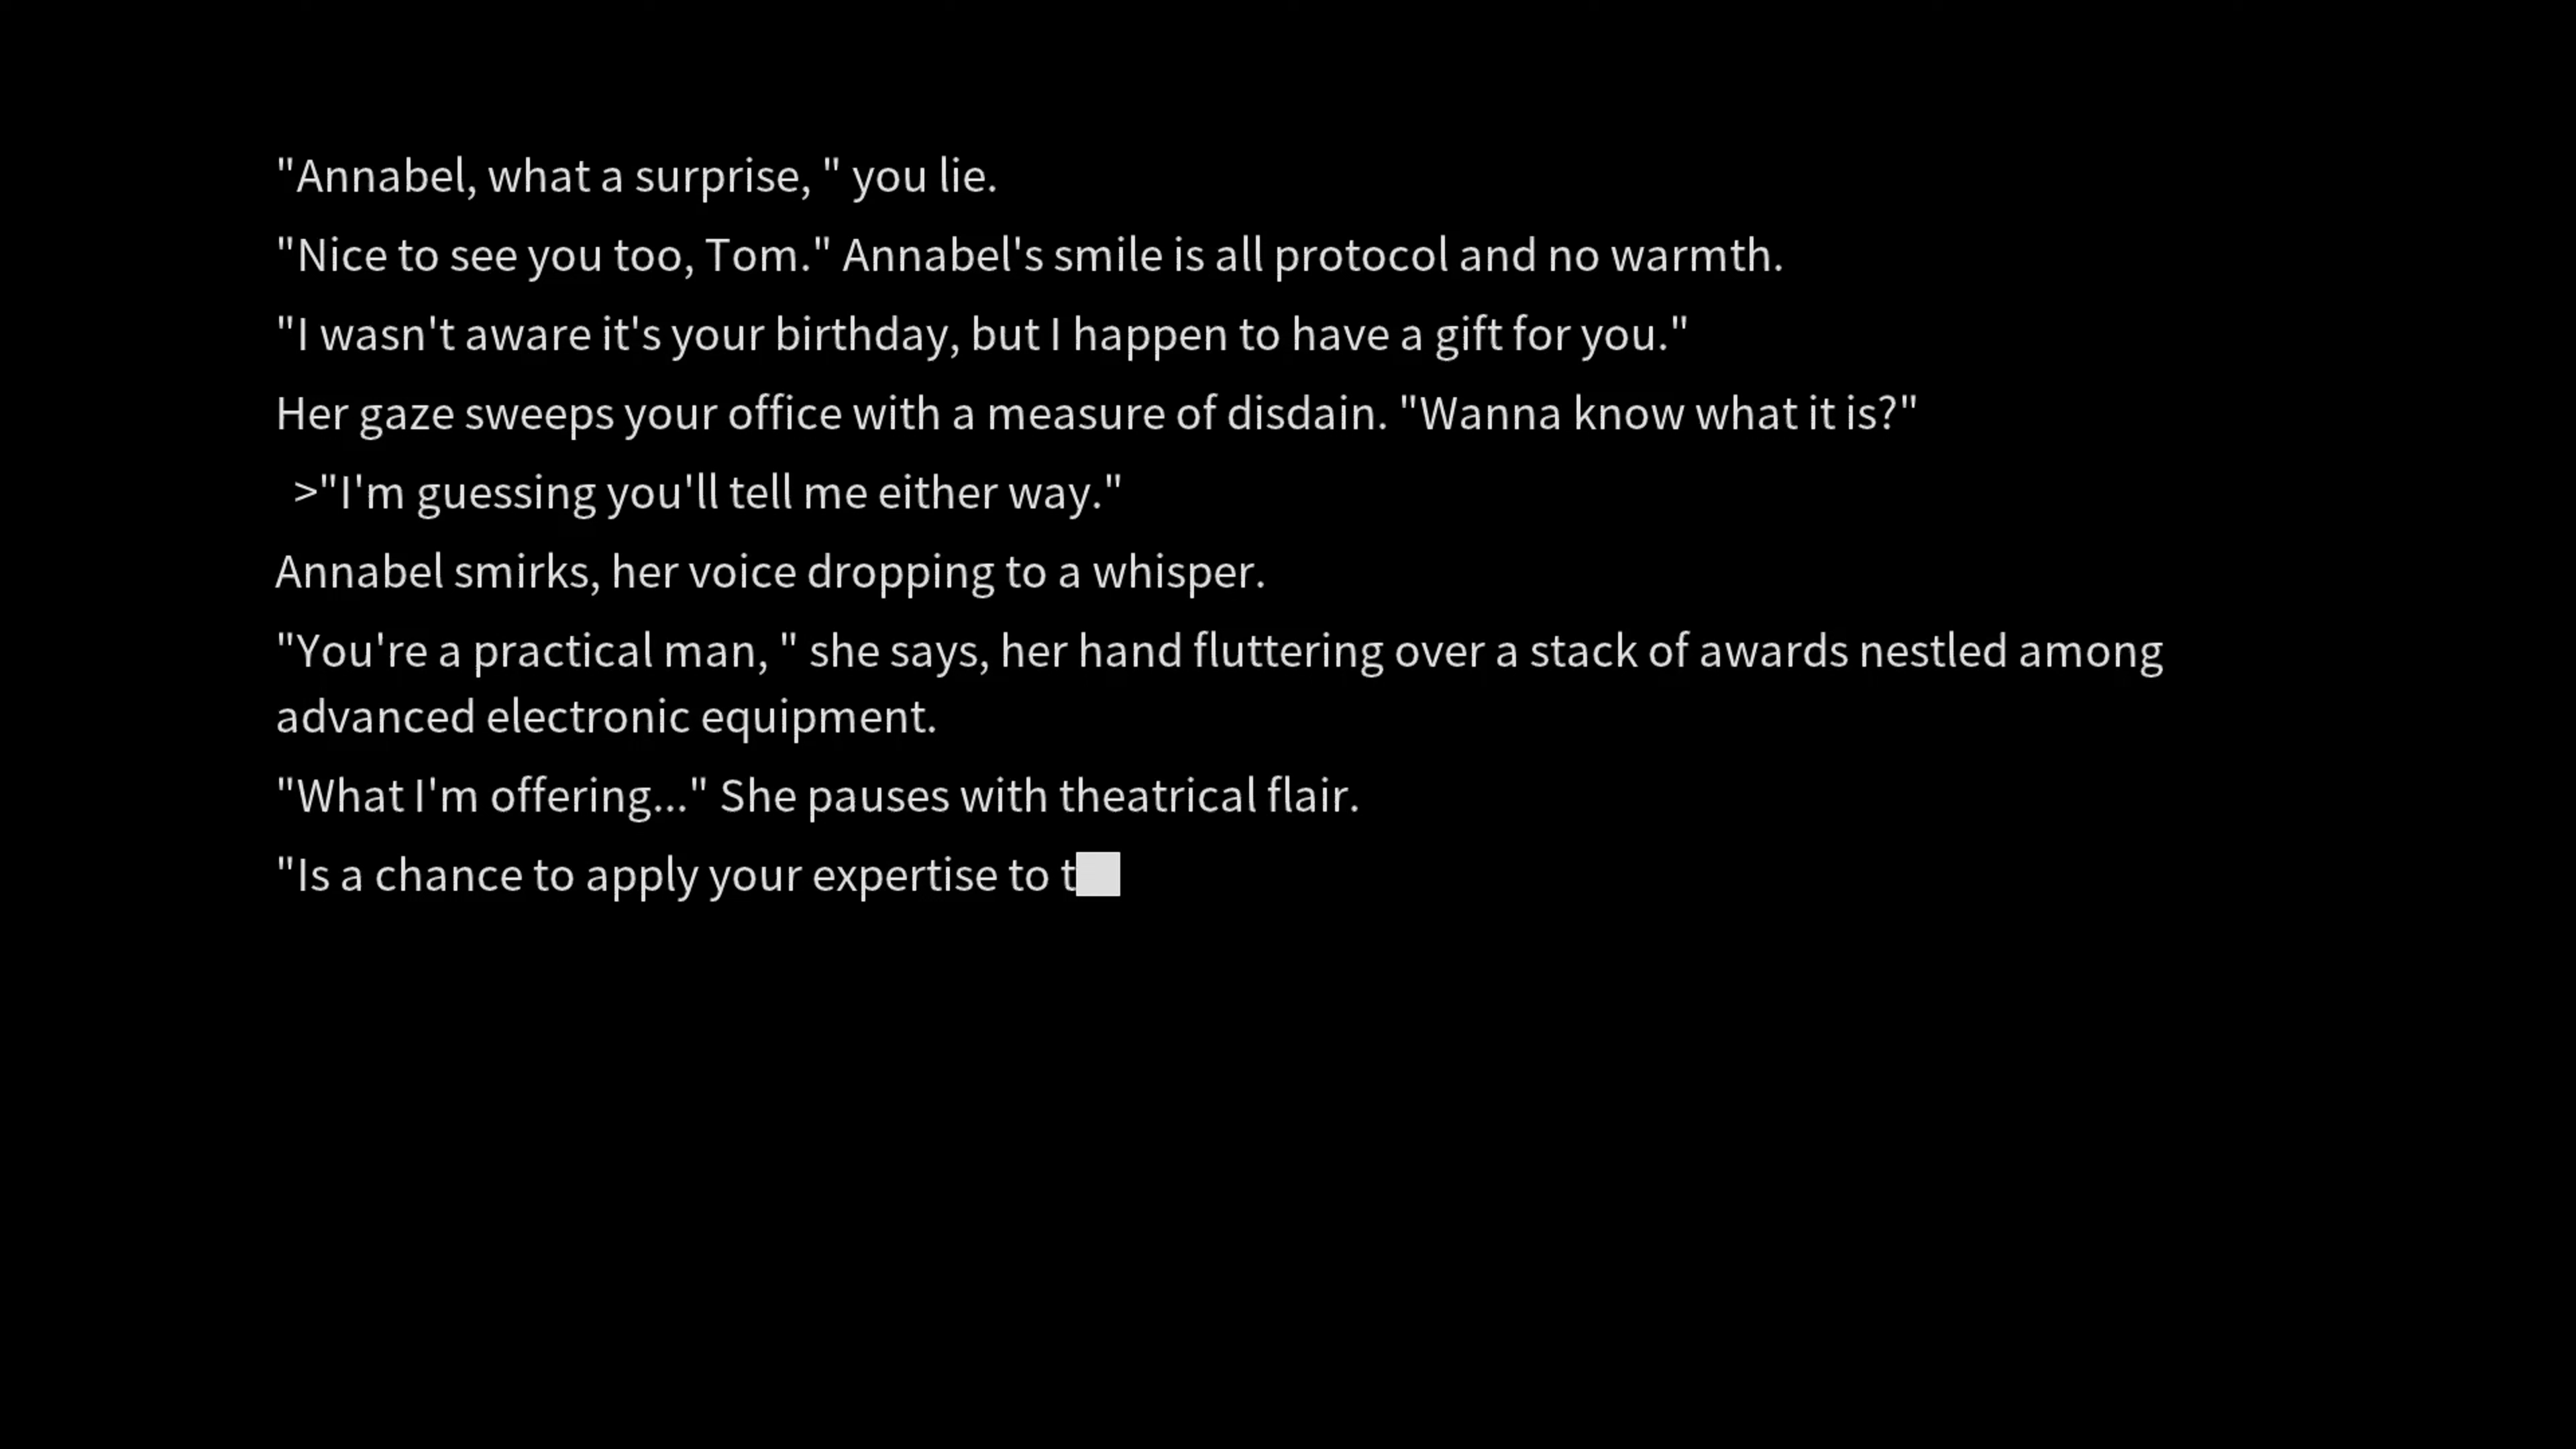 "Annabel, what a surprise, " you lie.
"Nice to see you too, Tom." Annabel's smile is all protocol and no warmth.
"I wasn't aware it's your birthday, but I happen to have a gift for you."
Her gaze sweeps your office with a measure of disdain. "Wanna know what it is?"
>"I'm guessing you'll tell me either way."
Annabel smirks, her voice dropping to a whisper.
"You're a practical man, " she says, her hand fluttering over a stack of awards nestled among
advanced electronic equipment.
"What I'm offering..." She pauses with theatrical flair.
"Is a chance to apply your expertise to t